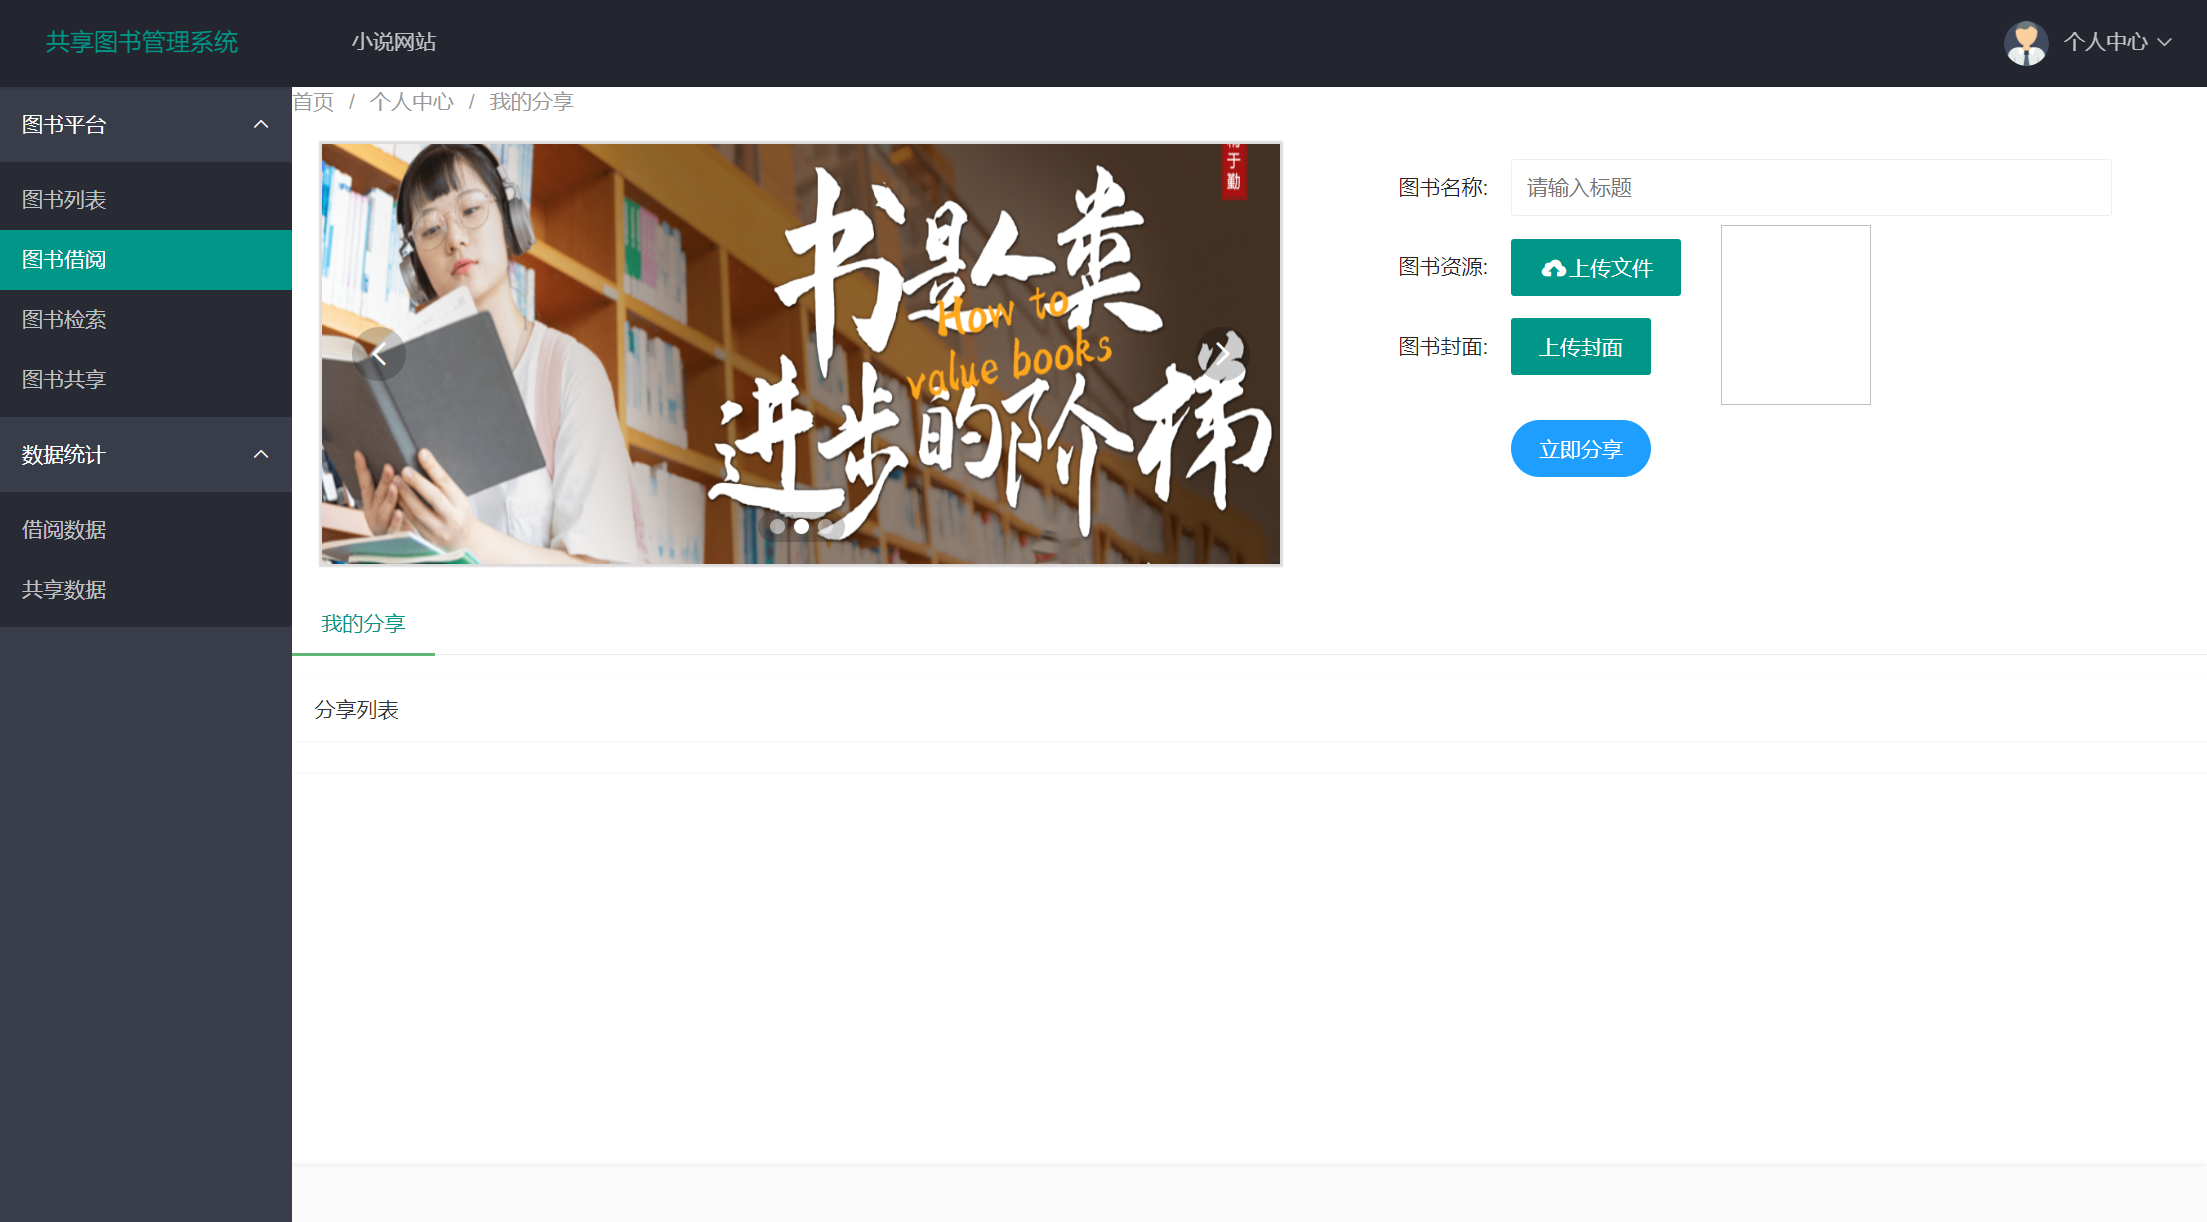 共享图书管理系统
小说网站
个人中心
图书平台
图书列表
图书借阅
图书检索
图书共享
数据统计
借阅数据
共享数据
首页 / 个人中心 / 我的分享
于勤
书是人类
How to
value books
进步的阶梯
图书名称:
请输入标题
图书资源:
上传文件
图书封面:
上传封面
立即分享
我的分享
分享列表